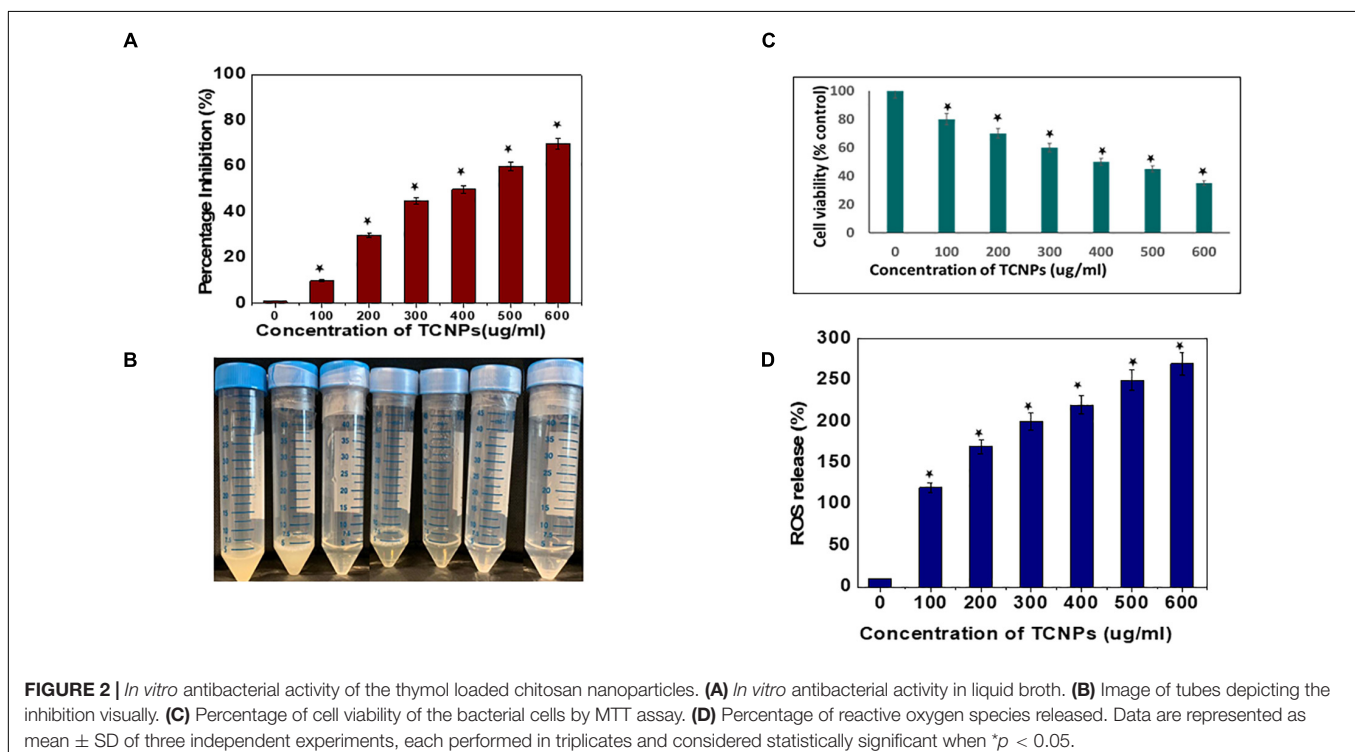 A
100
80
60
40
20
0
Percentage Inhibition (%)
0 100 200 300 400 500 600
Concentration of TCNPs(ug/ml)
B
C
100
80
60
40
20
0
Cell viability (% control)
0 100 200 300 400 500 600
Concentration of TCNPs (ug/ml)
D
300
250
200
150
100
50
0
ROS release (%)
0 100 200 300 400 500 600
Concentration of TCNPs (ug/ml)
FIGURE 2 | In vitro antibacterial activity of the thymol loaded chitosan nanoparticles. (A) In vitro antibacterial activity in liquid broth. (B) Image of tubes depicting the
inhibition visually. (C) Percentage of cell viability of the bacterial cells by MTT assay. (D) Percentage of reactive oxygen species released. Data are represented as
mean ± SD of three independent experiments, each performed in triplicates and considered statistically significant when *p < 0.05.